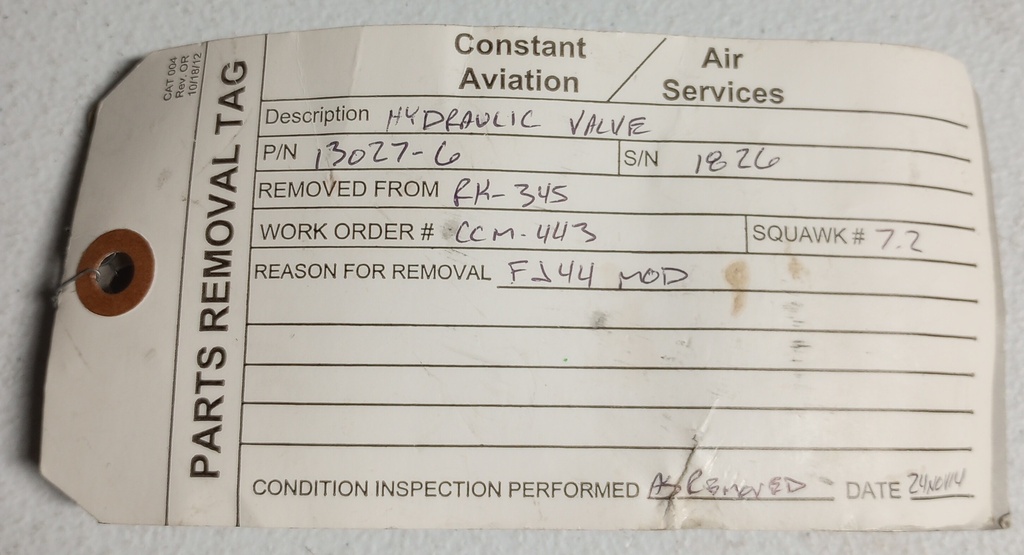 CAT 004
Rev. OR
10/18/12
PARTS REMOVAL TAG
Constant Aviation / Air Services
Description HYDRAULIC VALVE
P/N 13027-6 S/N 1826
REMOVED FROM RK-345
WORK ORDER # CCM-443 SQUAWK # 7.2
REASON FOR REMOVAL FJ44 MOD
CONDITION INSPECTION PERFORMED AS REMOVED DATE 24NOV14